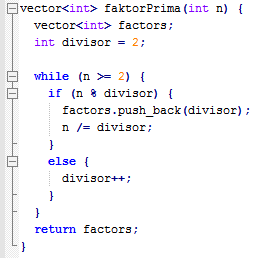 vector<int> faktorPrima(int n) {
vector<int> factors;
int divisor = 2;
while (n >= 2) {
if (n % divisor) {
factors.push_back(divisor);
n /= divisor;
}
else {
divisor++;
}
}
return factors;
}